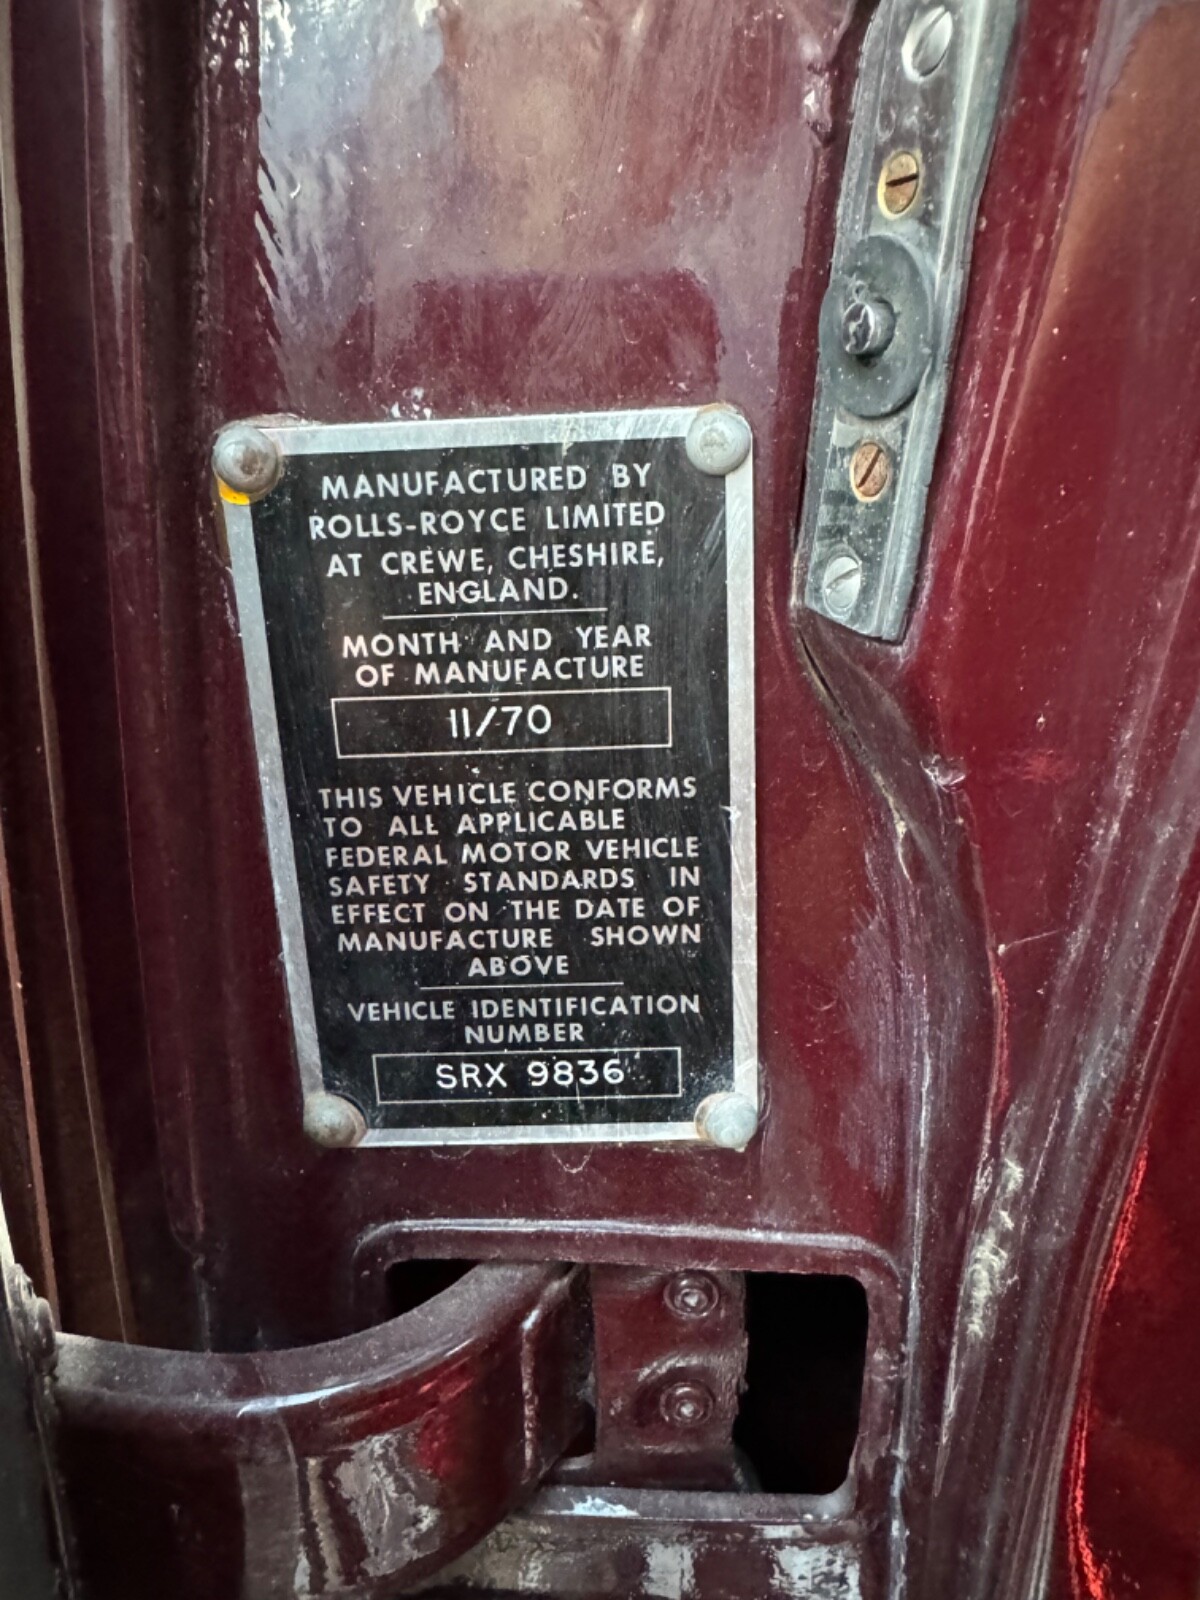 MANUFACTURED BY
ROLLS-ROYCE LIMITED
AT CREWE, CHESHIRE,
ENGLAND.
MONTH AND YEAR
OF MANUFACTURE
11/70
THIS VEHICLE CONFORMS
TO ALL APPLICABLE
FEDERAL MOTOR VEHICLE
SAFETY STANDARDS IN
EFFECT ON THE DATE OF
MANUFACTURE SHOWN
ABOVE
VEHICLE IDENTIFICATION
NUMBER
SRX 9836